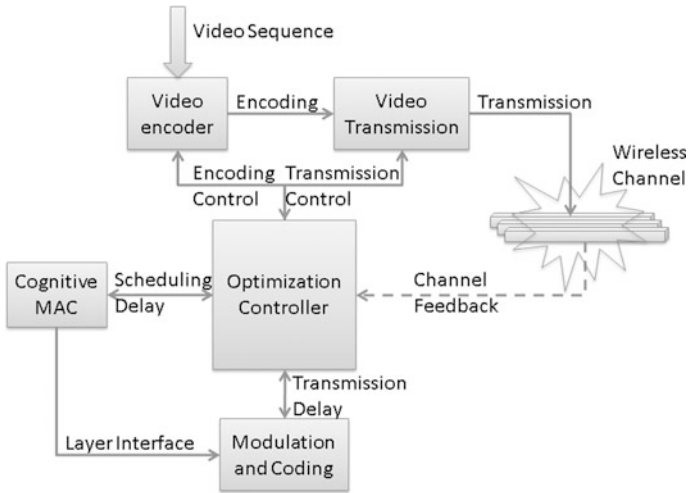 Video Sequence
Video
encoder
Encoding
Video
Transmission
Transmission
Wireless
Channel
Encoding
Control
Transmission
Control
Cognitive
MAC
Scheduling
Delay
Optimization
Controller
Channel
Feedback
Transmission
Delay
Layer Interface
Modulation
and Coding